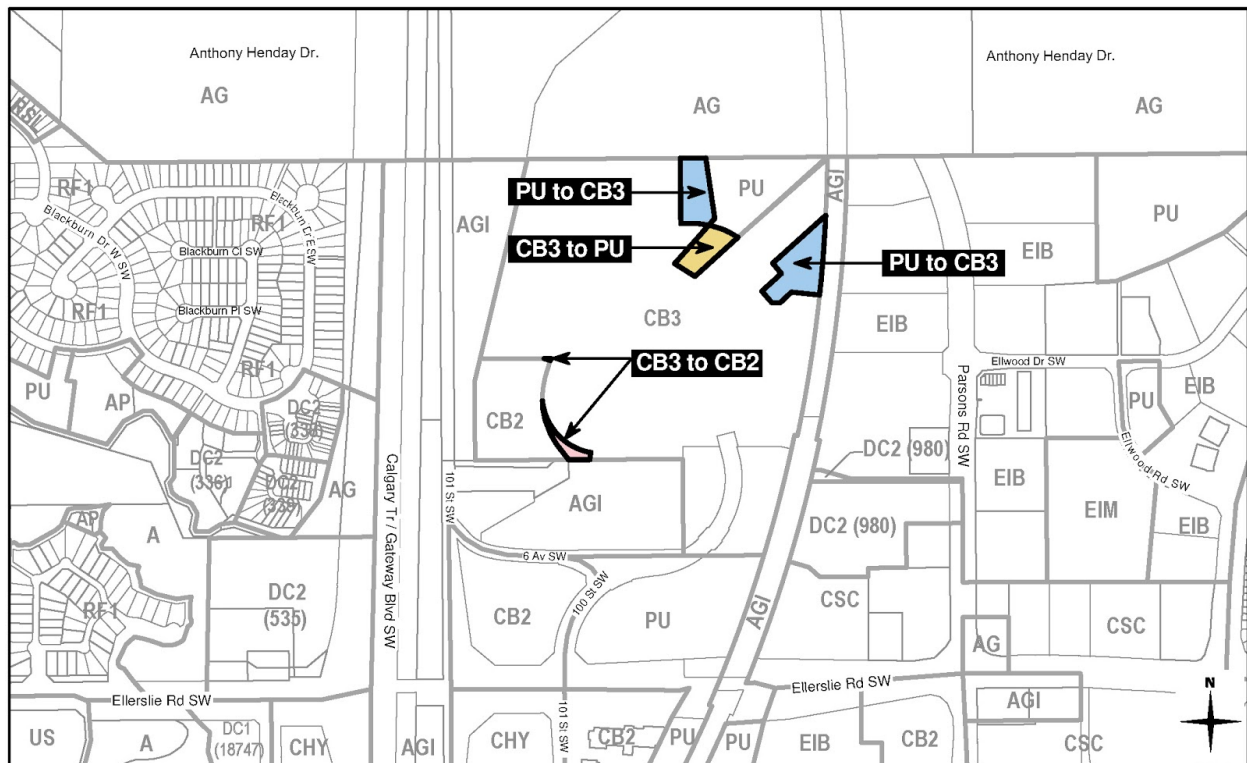 Anthony Henday Dr.
Anthony Henday Dr.
AG
AG
AG
RSL
RF1
RF1
AGI
PU to CB3
PU
AGI
PU
Blackburn Dr W SW
Blackburn Dr E SW
Blackburn Cl SW
CB3 to PU
PU to CB3
EIB
RF1
Blackburn Pl SW
CB3
EIB
RF1
CB3 to CB2
Ellwood Dr SW
PU
AP
CB2
Parsons Rd SW
PU
EIB
DC2
DC2
(336)
DC2
(339)
AG
Calgary Tr / Gateway Blvd SW
101 St SW
AGI
DC2 (980)
EIB
Ellwood Rd SW
EIM
EIB
AP
A
DC2 (980)
6 Av SW
100 St SW
RF1
DC2
(535)
CB2
PU
AGI
CSC
CSC
AG
Ellerslie Rd SW
Ellerslie Rd SW
AGI
N
US
A
DC1
(18747)
CHY
AGI
CHY
101 St SW
CB2
PU
PU
EIB
CB2
CSC